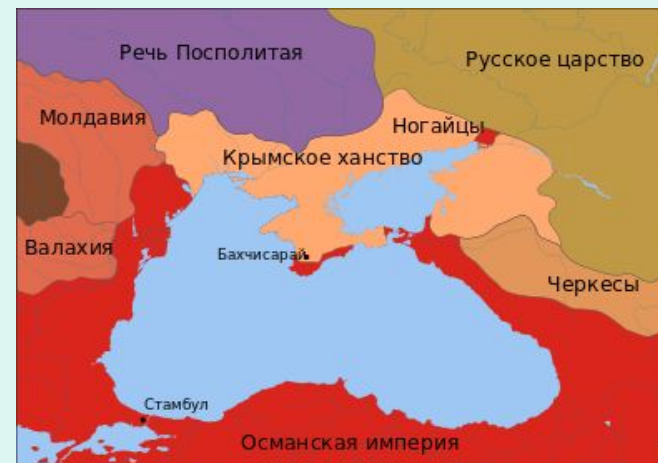 Речь Посполитая
Русское царство
Молдавия
Ногайцы
Крымское ханство
Валахия
Бахчисарай
Черкесы
Стамбул
Османская империя